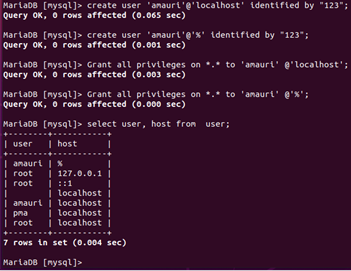 MariaDB [mysql]> create user 'amauri'@'localhost' identified by "123";
Query OK, 0 rows affected (0.065 sec)
MariaDB [mysql]> create user 'amauri'@'%' identified by "123";
Query OK, 0 rows affected (0.001 sec)
MariaDB [mysql]> Grant all privileges on *.* to 'amauri' @'localhost';
Query OK, 0 rows affected (0.003 sec)
MariaDB [mysql]> Grant all privileges on *.* to 'amauri' @'%';
Query OK, 0 rows affected (0.000 sec)
MariaDB [mysql]> select user, host from  user;
+--------+-----------+
| user   | host      |
+--------+-----------+
| amauri | %         |
| root   | 127.0.0.1 |
| root   | ::1       |
|        | localhost |
| amauri | localhost |
| pma    | localhost |
| root   | localhost |
+--------+-----------+
7 rows in set (0.004 sec)
MariaDB [mysql]>